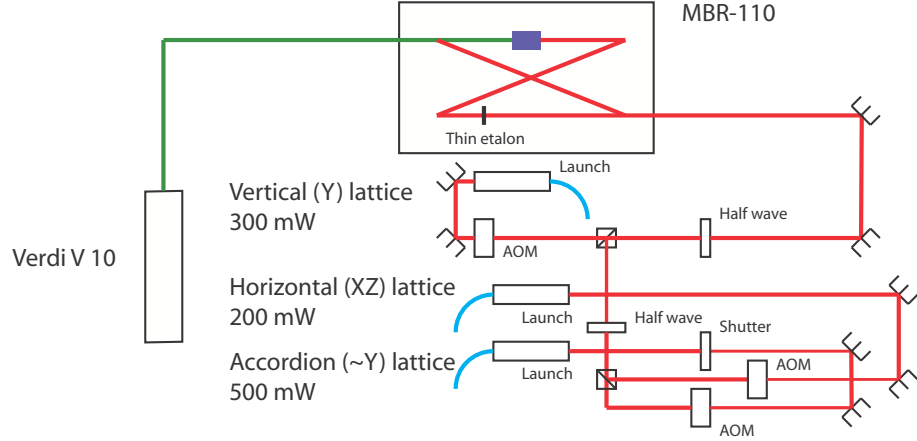 MBR-110
Thin etalon
Launch
Vertical (Y) lattice
300 mW
Half wave
AOM
Verdi V 10
Horizontal (XZ) lattice
200 mW
Launch
Half wave
Shutter
Accordion (~Y) lattice
500 mW
Launch
AOM
AOM